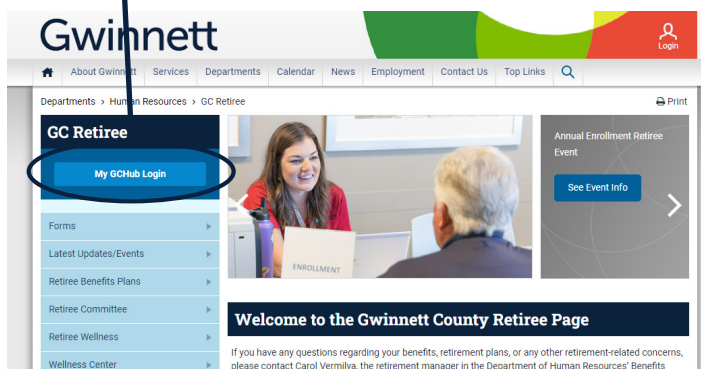 Gwinnett
Login
About Gwinnett Services Departments Calendar News Employment Contact Us Top Links
Departments > Human Resources > GC Retiree
Print
GC Retiree
My GCHub Login
Forms
Latest Updates/Events
Retiree Benefits Plans
Retiree Committee
Retiree Wellness
Wellness Center
ENROLLMENT
Annual Enrollment Retiree
Event
See Event Info
Welcome to the Gwinnett County Retiree Page
If you have any questions regarding your benefits, retirement plans, or any other retirement-related concerns,
please contact Carol Vermilya, the retirement manager in the Department of Human Resources' Benefits